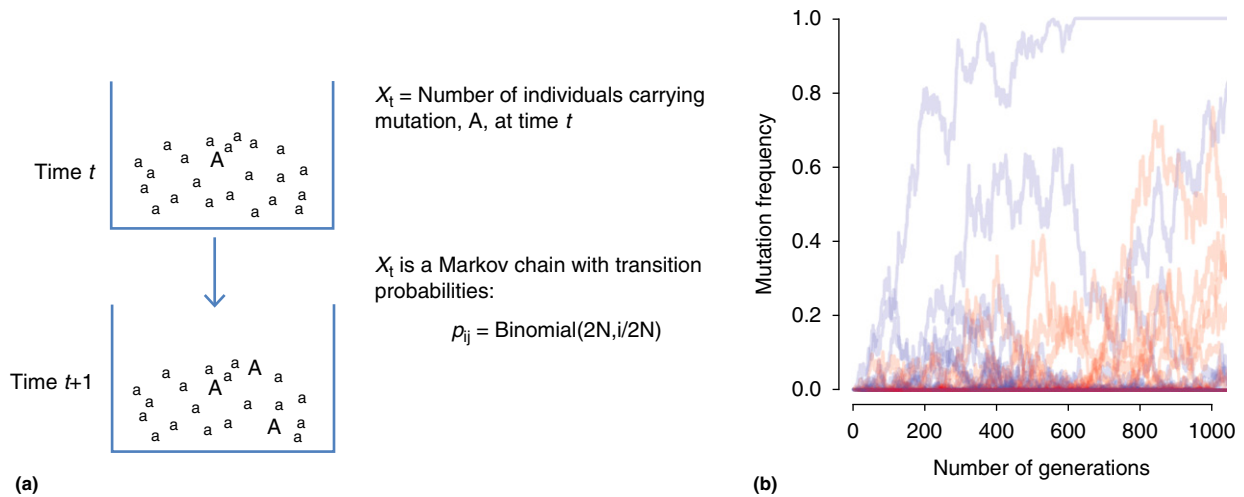 a
a a a a a
a a A
a a a a a
a a a a a a
a a a
Time t
X_t = Number of individuals carrying
mutation, A, at time t
X_t is a Markov chain with transition
probabilities:
p_ij = Binomial(2N,i/2N)
a
a a a A a
a a A
a a a a a
a a a a A a
a a
Time t+1
(a)
1.0
0.8
0.6
0.4
0.2
0.0
Mutation frequency
0 200 400 600 800 1000
Number of generations
(b)